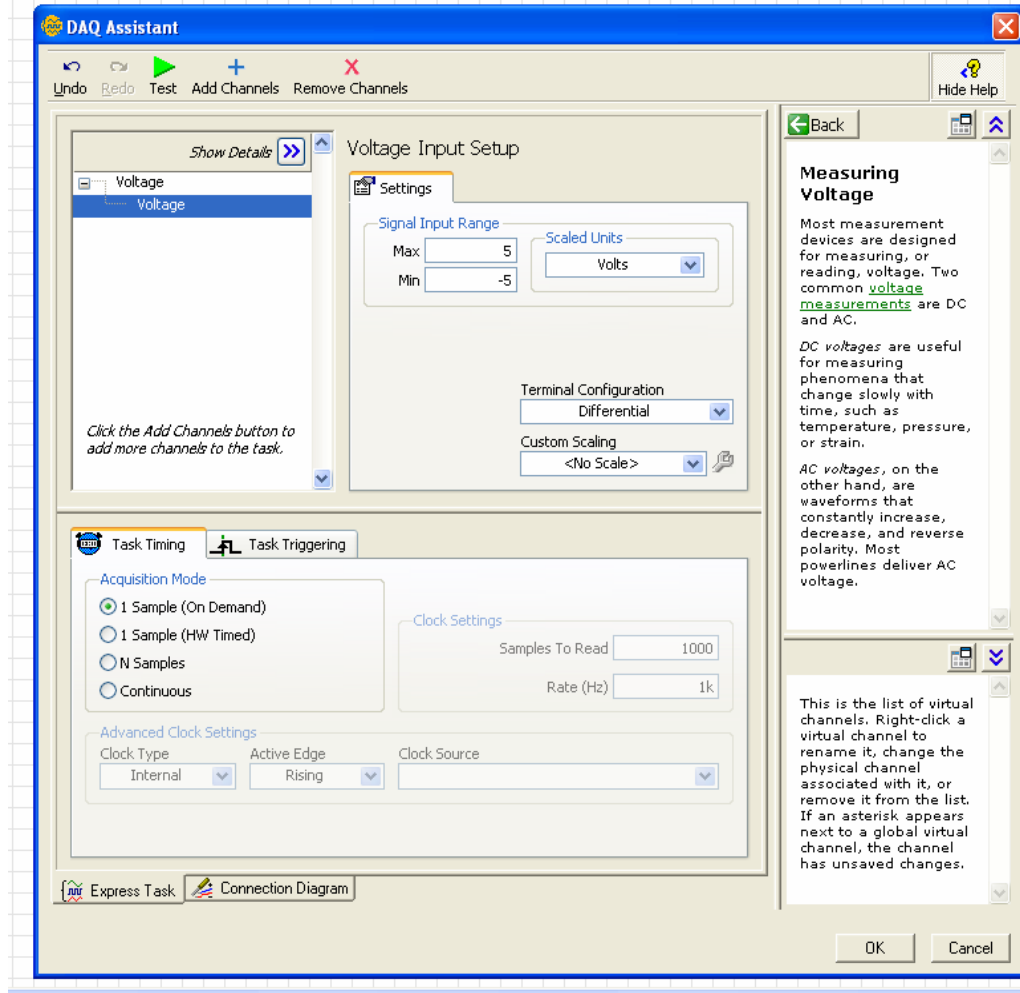 DAQ Assistant
Undo Redo Test Add Channels Remove Channels
Hide Help
Show Details
Voltage
Voltage
Click the Add Channels button to
add more channels to the task.
Voltage Input Setup
Settings
Signal Input Range
Max 5
Min -5
Scaled Units
Volts
Terminal Configuration
Differential
Custom Scaling
<No Scale>
Task Timing Task Triggering
Acquisition Mode
1 Sample (On Demand)
1 Sample (HW Timed)
N Samples
Continuous
Clock Settings
Samples To Read 1000
Rate (Hz) 1k
Advanced Clock Settings
Clock Type Active Edge Clock Source
Internal Rising
Express Task Connection Diagram
Back
Measuring
Voltage
Most measurement
devices are designed
for measuring, or
reading, voltage. Two
common voltage
measurements are DC
and AC.
DC voltages are useful
for measuring
phenomena that
change slowly with
time, such as
temperature, pressure,
or strain.
AC voltages, on the
other hand, are
waveforms that
constantly increase,
decrease, and reverse
polarity. Most
powerlines deliver AC
voltage.
This is the list of virtual
channels. Right-click a
virtual channel to
rename it, change the
physical channel
associated with it, or
remove it from the list.
If an asterisk appears
next to a global virtual
channel, the channel
has unsaved changes.
OK Cancel